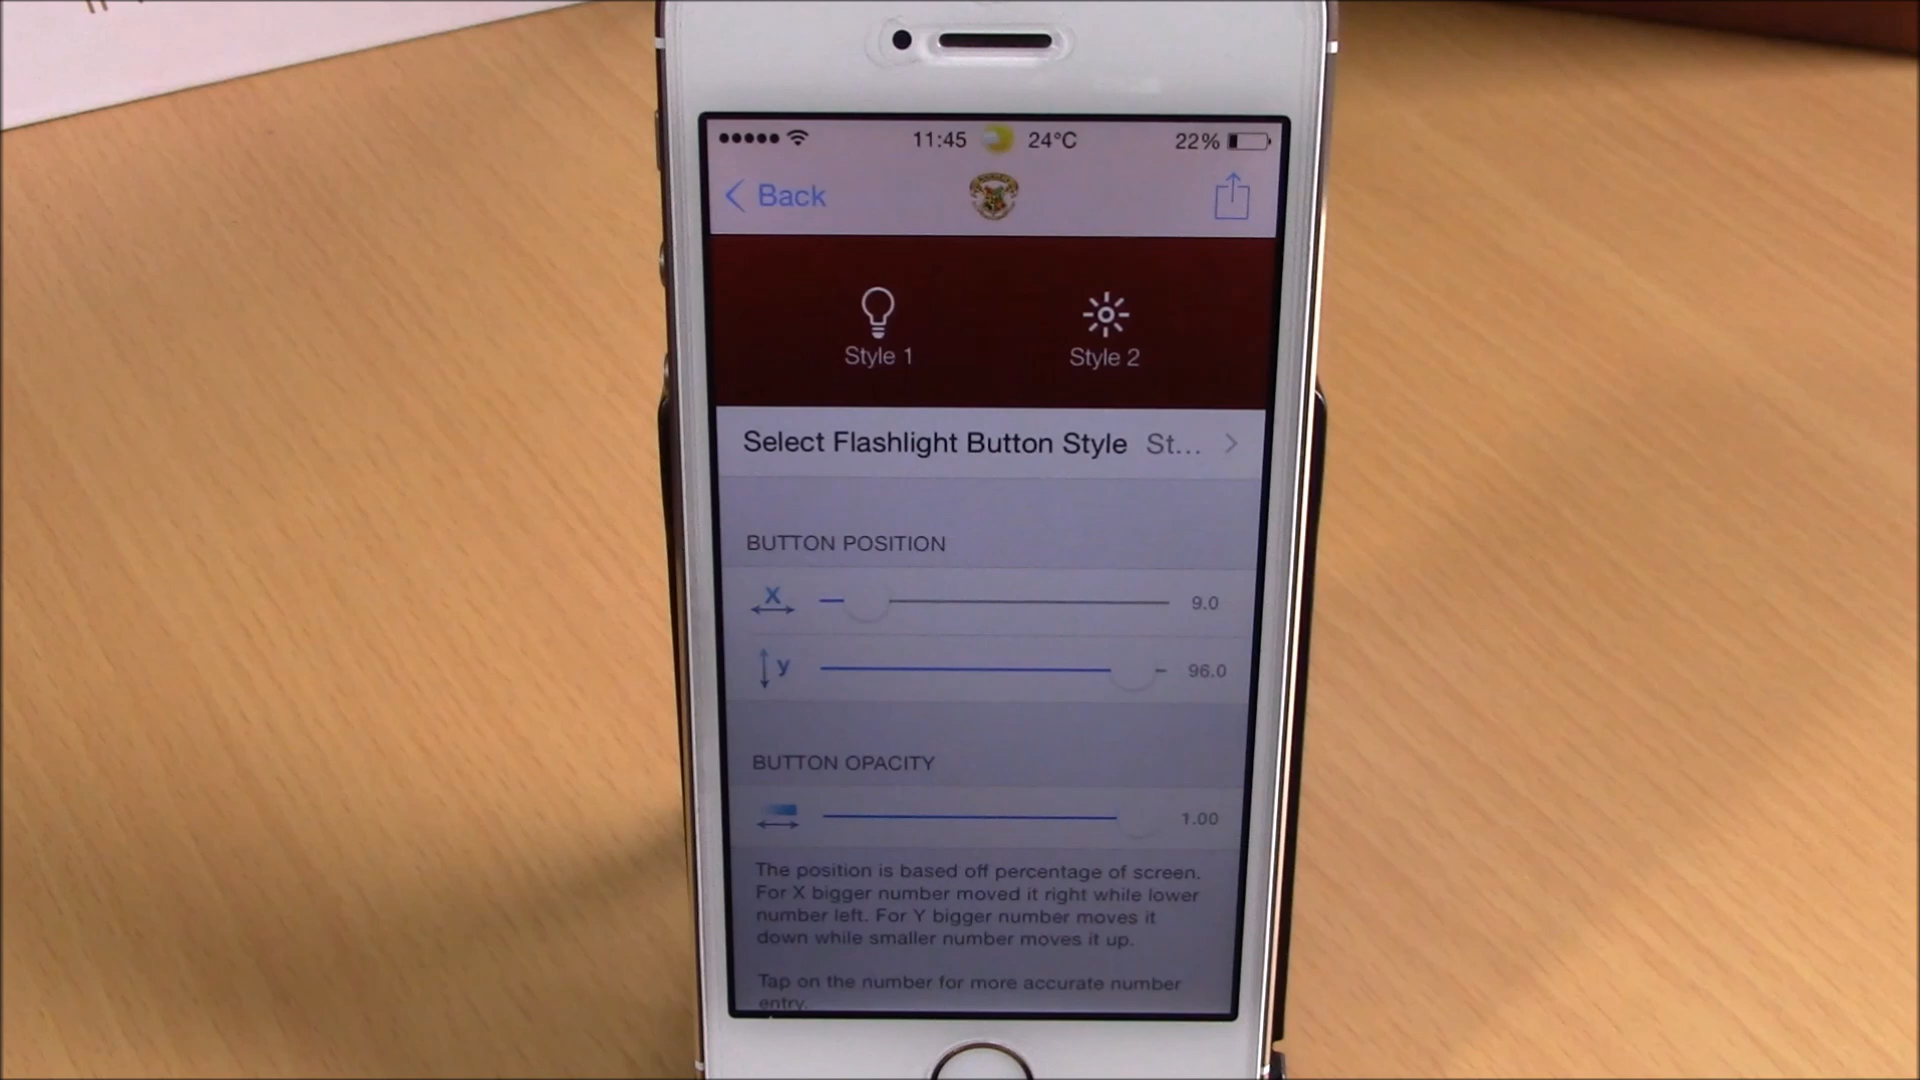 11:45 24°C 22%
Back
Style 1 Style 2
Select Flashlight Button Style St...
BUTTON POSITION
X 9.0
y 96.0
BUTTON OPACITY
1.00
The position is based off percentage of screen.
For X bigger number moved it right while lower
number left. For Y bigger number moves it
down while smaller number moves it up.
Tap on the number for more accurate number
entry.